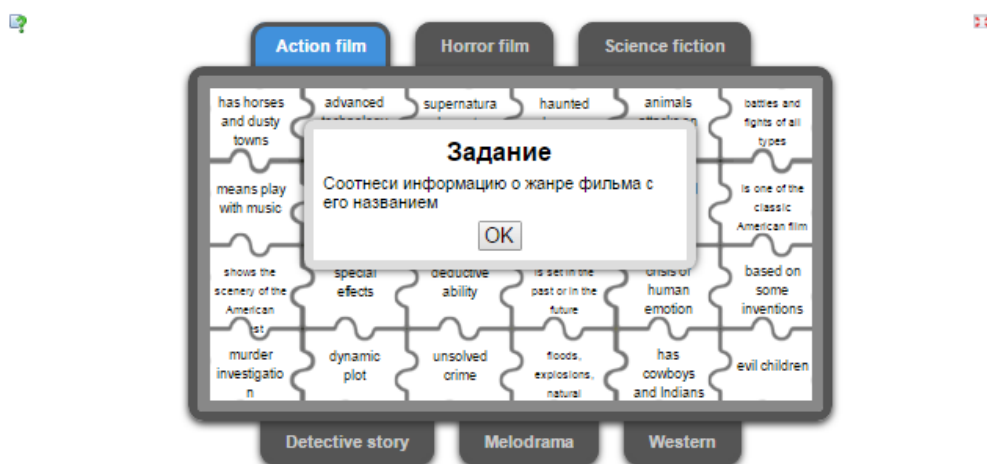 Action film
Horror film
Science fiction
has horses
and dusty
towns
advanced
supernatura
haunted
animals
battles and
fights of all
types
Задание
Соотнеси информацию о жанре фильма с
его названием
OK
means play
with music
is one of the
classic
American film
shows the
scenery of the
American
special
effects
deductive
ability
is set in the
past or in the
future
crisis of
human
emotion
based on
some
inventions
murder
investigatio
n
dynamic
plot
unsolved
crime
floods,
explosions,
natural
has
cowboys
and Indians
evil children
Detective story
Melodrama
Western